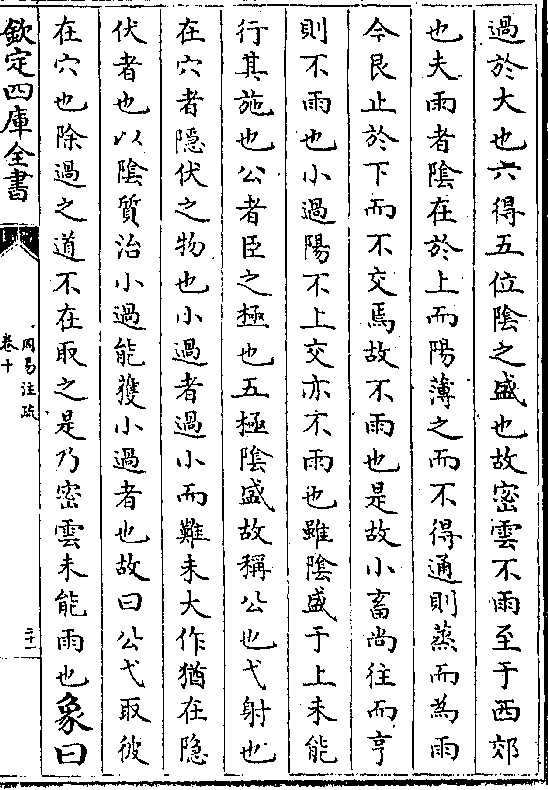 過於大也六得五位陰之盛也故密雲不雨至于西郊
也夫雨者陰在於上而陽薄之而不得通則蒸而為雨
今艮止於下而不交焉故不雨也是故小畜尚往而亨
則不雨也小過陽不上交亦不雨也雖陰盛于上未能
行其施也公者臣之極也五極陰盛故稱公也弋射也
在穴者隱伏之物也小過者過小而難未大作猶在隱
伏者也以陰質治小過能獲小過者也故曰公弋取彼
在穴也除過之道不在取之是乃密雲未能雨也象曰
欽定四庫全書
周易注疏
卷十
二十一